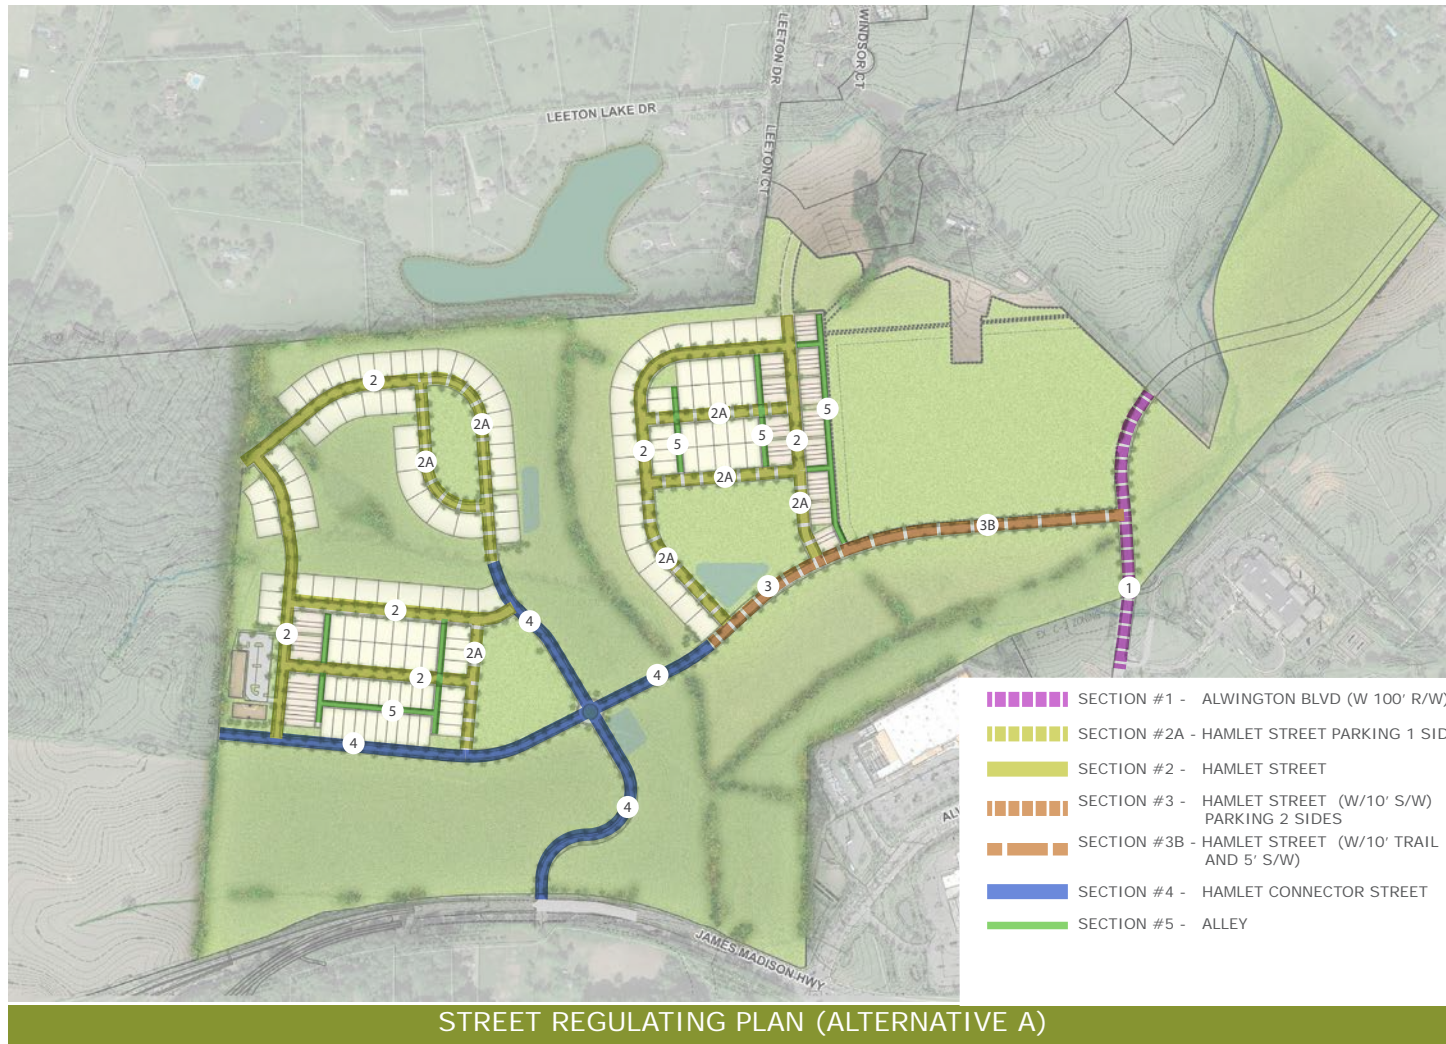 LEETON DR
WINDSOR CT
LEETON LAKE DR
LEETON CT
2
2A
2A
2
2
2A
2
5
4
4
4
4
2
2A
5
5
2
5
2A
2A
2A
3
3B
1
EX. C-1 ZONING
JAMES MADISON HWY
SECTION #1 - ALWINGTON BLVD (W 100' R/W)
SECTION #2A - HAMLET STREET PARKING 1 SID
SECTION #2 - HAMLET STREET
SECTION #3 - HAMLET STREET (W/10' S/W)
PARKING 2 SIDES
SECTION #3B - HAMLET STREET (W/10' TRAIL
AND 5' S/W)
SECTION #4 - HAMLET CONNECTOR STREET
SECTION #5 - ALLEY
STREET REGULATING PLAN (ALTERNATIVE A)